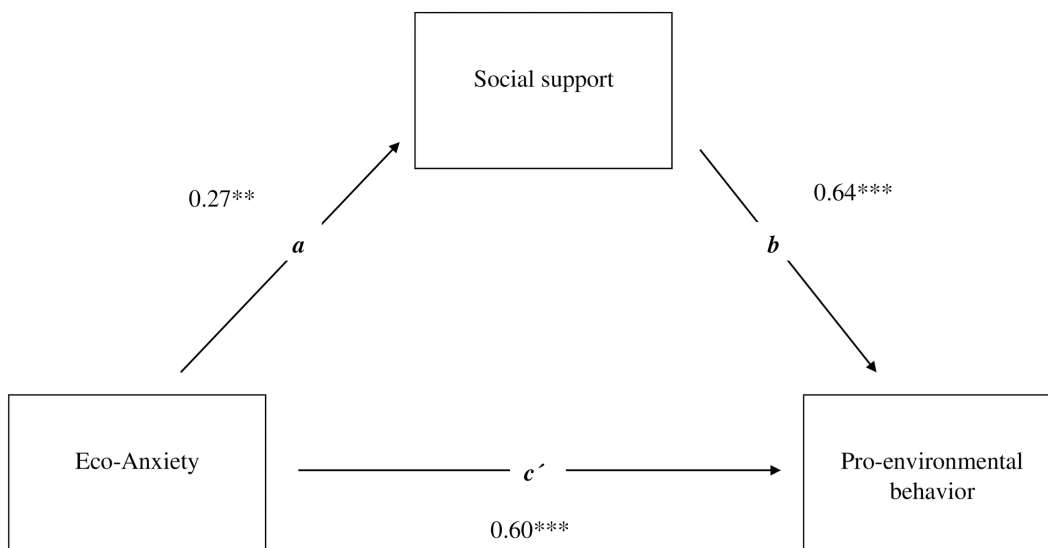 Social support
0.27**
0.64***
a
b
Eco-Anxiety
Pro-environmental
behavior
c´
0.60***